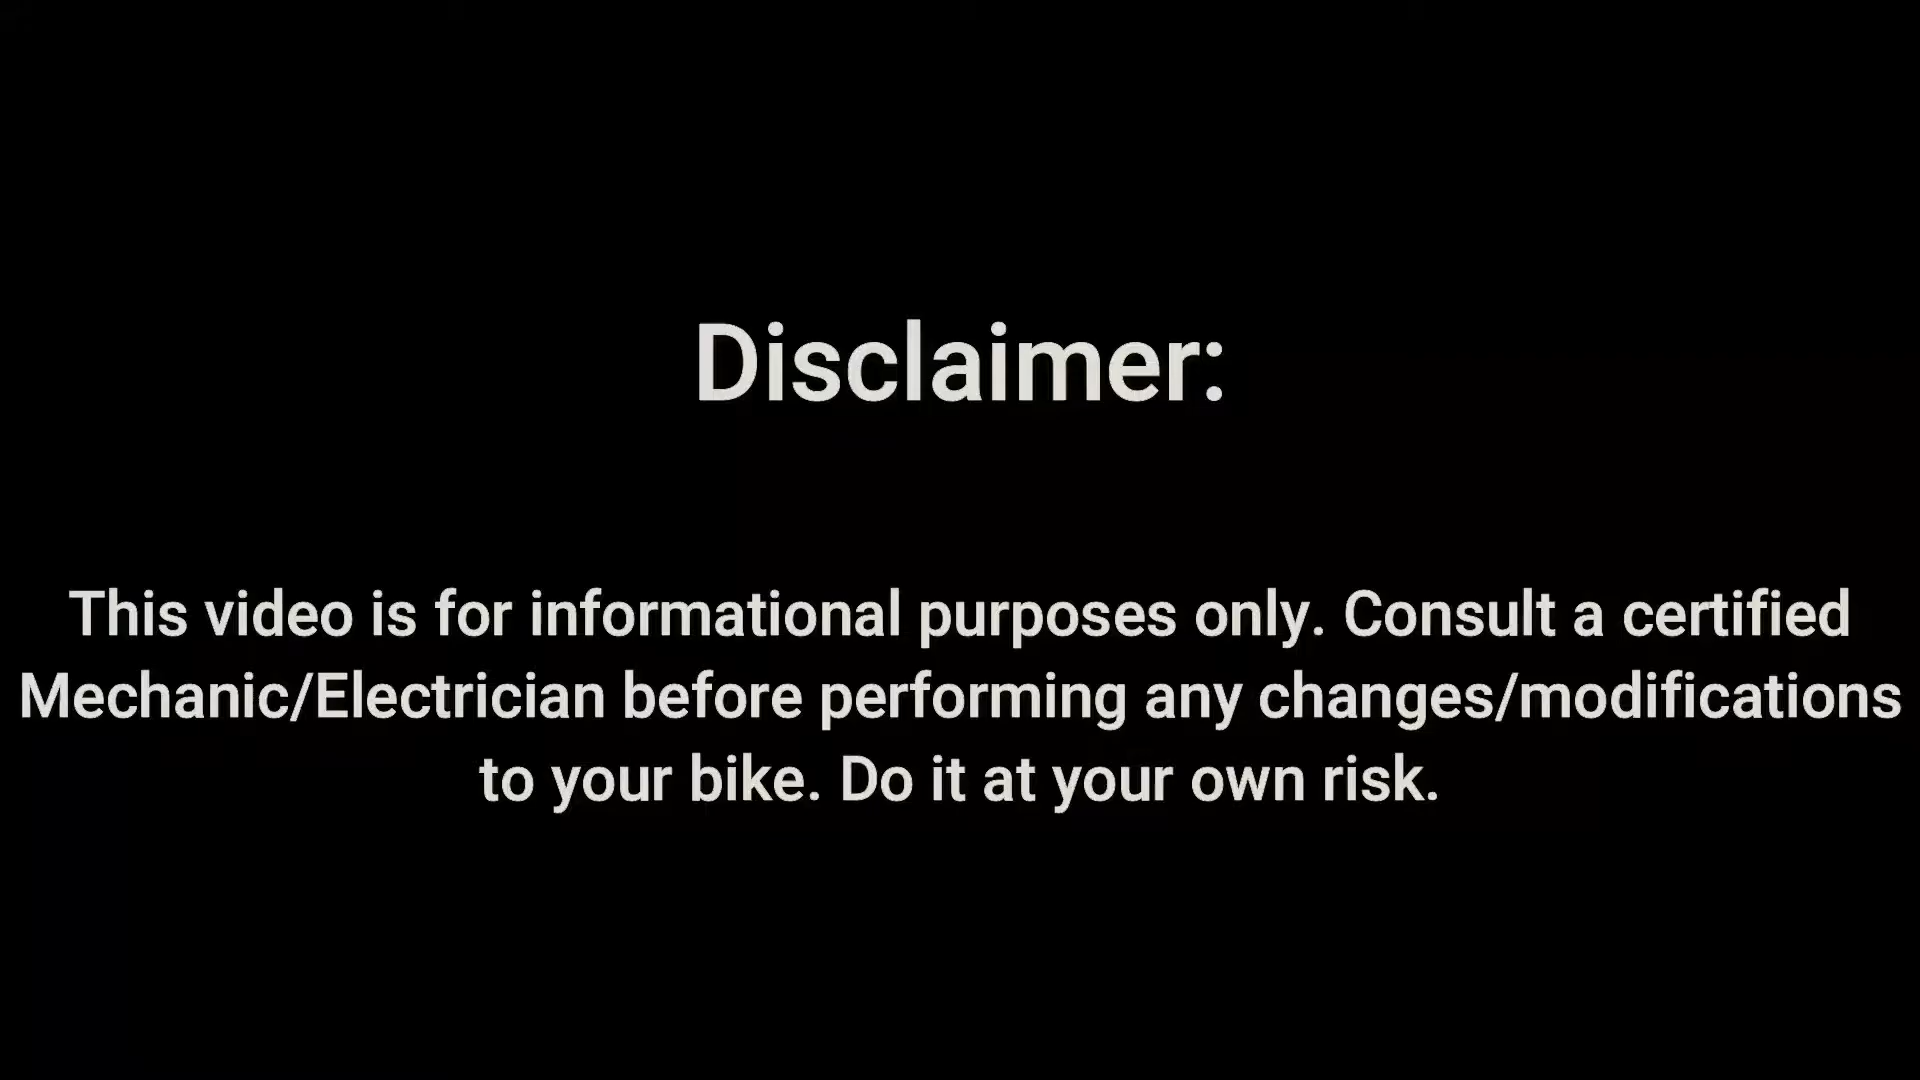 Disclaimer:
This video is for informational purposes only. Consult a certified
Mechanic/Electrician before performing any changes/modifications
to your bike. Do it at your own risk.